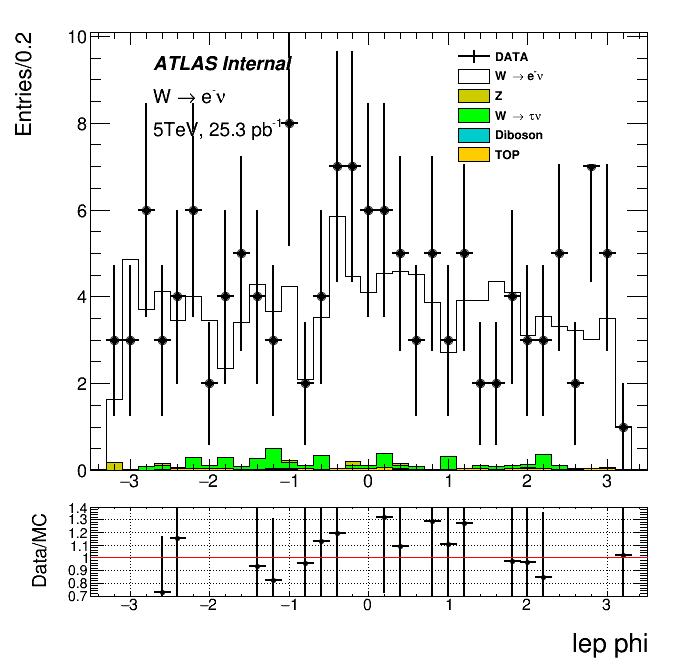 Entries/0.2
10
8
6
4
2
0
ATLAS Internal
W → e⁻ν
5TeV, 25.3 pb⁻¹
DATA
W → e⁻ν
Z
W → τν
Diboson
TOP
−3 −2 −1 0 1 2 3
Data/MC
1.4
1.3
1.2
1.1
1
0.9
0.8
0.7
−3 −2 −1 0 1 2 3
lep phi